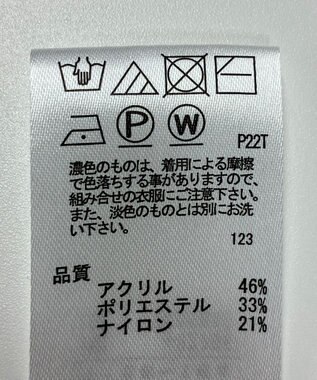 P W P22T
濃色のものは、着用による摩擦
で色落ちする事がありますので、
組み合せの衣服にご注意下さい。
また、淡色のものとは別にお洗
い下さい。
123
品質
アクリル 46%
ポリエステル 33%
ナイロン 21%